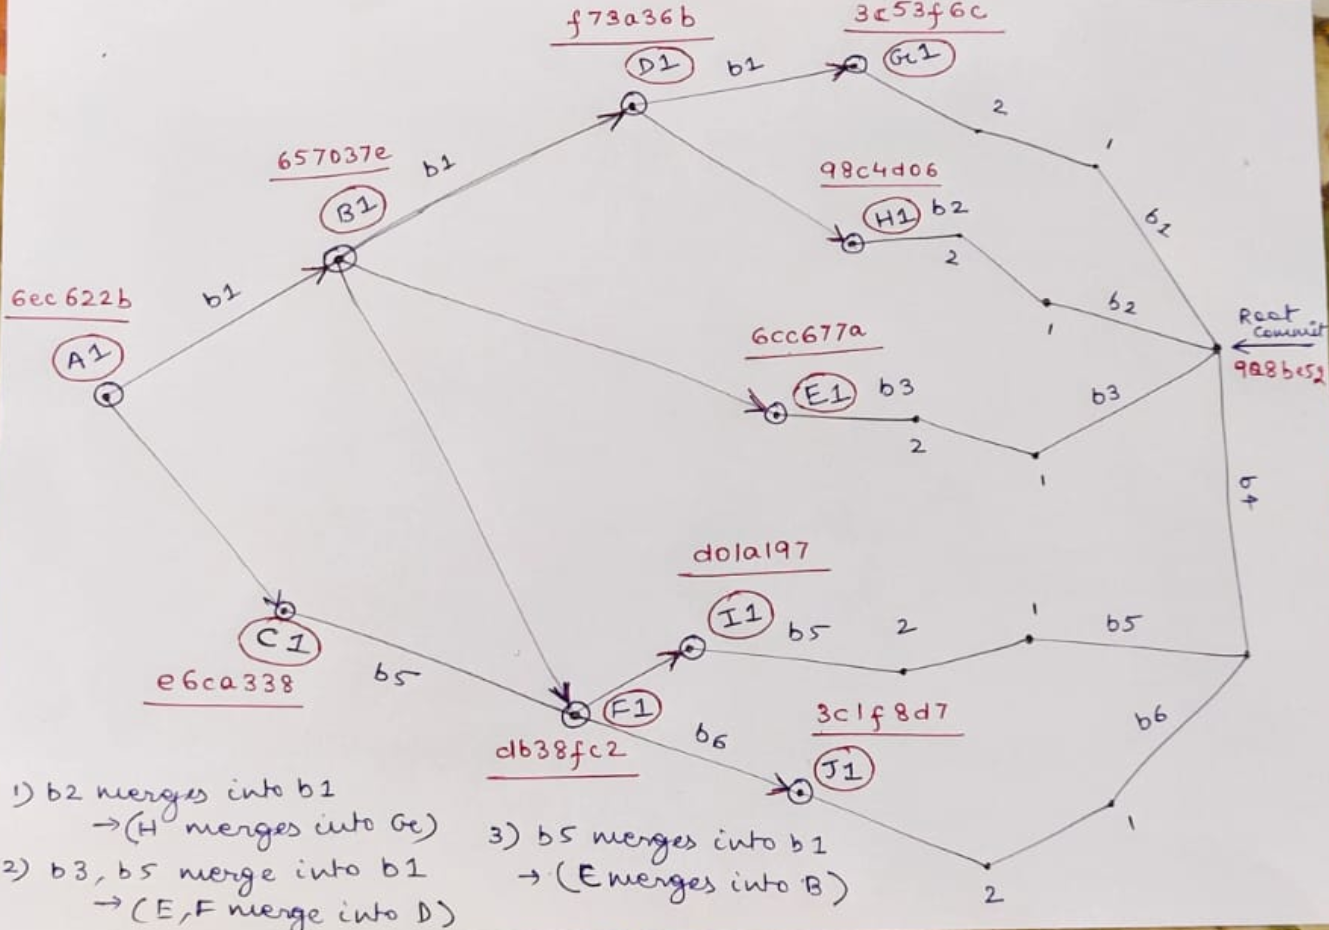 f73a36b
3c53f6c
D1
b1
G1
2
1
657037e
b1
98c4d06
B1
H1
b2
b2
2
6ec622b
b1
b2
1
Root
Commit
6cc677a
9a8be52
A1
E1
b3
b3
2
1
d01a197
I1
1
b5
2
b5
C1
b5
e6ca338
F1
3c1f8d7
b6
b6
db38fc2
J1
1
2
1) b2 merges into b1
→ (H merges into G)
2) b3, b5 merge into b1
→ (E, F merge into D)
3) b5 merges into b1
→ (E merges into B)